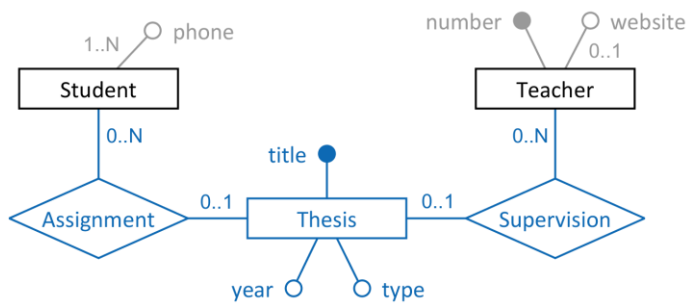 number
website
phone
1..N
0..1
Student
Teacher
0..N
0..N
title
0..1
0..1
Assignment
Thesis
Supervision
year
type